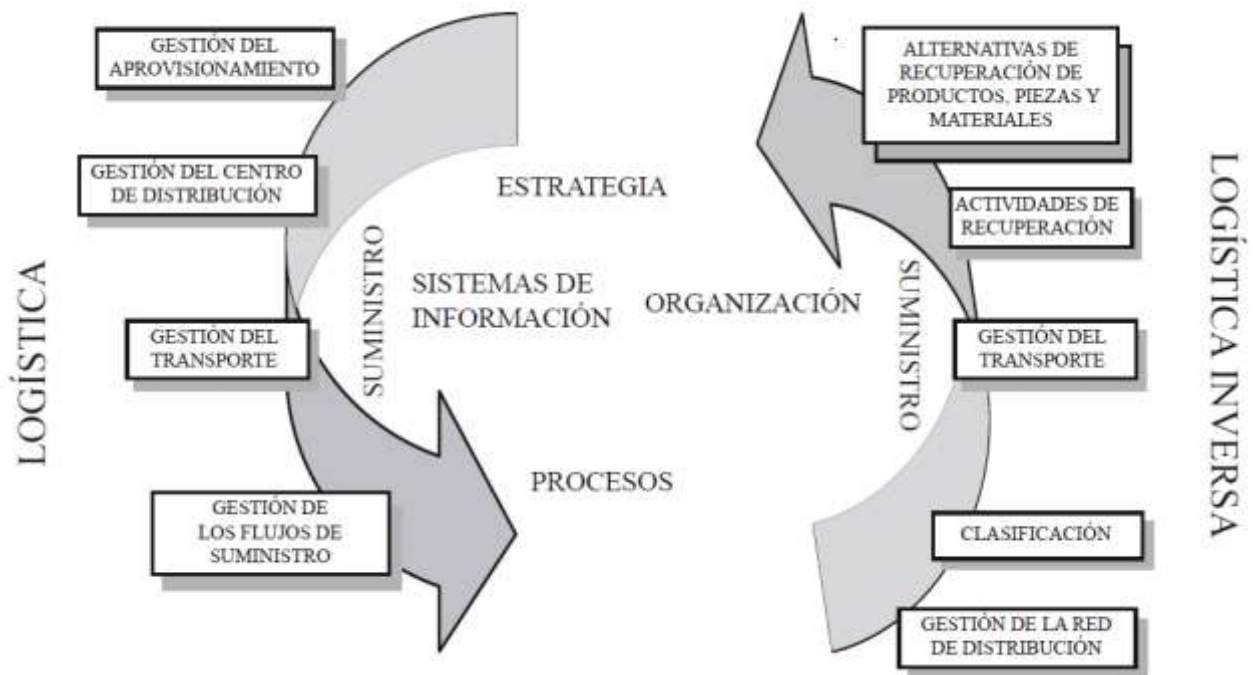 LOGÍSTICA
GESTIÓN DEL
APROVISIONAMIENTO
GESTIÓN DEL CENTRO
DE DISTRIBUCIÓN
GESTIÓN DEL
TRANSPORTE
GESTIÓN DE
LOS FLUJOS DE
SUMINISTRO
SUMINISTRO
ESTRATEGIA
SISTEMAS DE
INFORMACIÓN
ORGANIZACIÓN
PROCESOS
SUMINISTRO
ALTERNATIVAS DE
RECUPERACIÓN DE
PRODUCTOS, PIEZAS Y
MATERIALES
ACTIVIDADES DE
RECUPERACIÓN
GESTIÓN DEL
TRANSPORTE
CLASIFICACIÓN
GESTIÓN DE LA RED
DE DISTRIBUCIÓN
LOGÍSTICA INVERSA